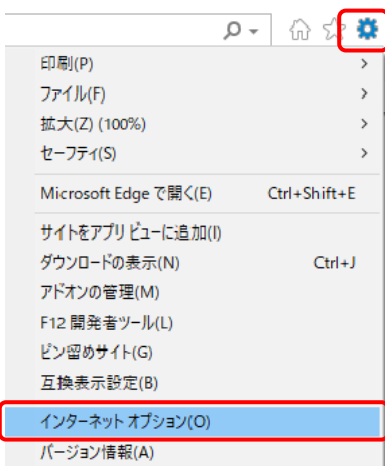 印刷(P)
ファイル(F)
拡大(Z) (100%)
セーフティ(S)
Microsoft Edge で開く(E) Ctrl+Shift+E
サイトをアプリ ビューに追加(I)
ダウンロードの表示(N) Ctrl+J
アドオンの管理(M)
F12 開発者ツール(L)
ピン留めサイト(G)
互換表示設定(B)
インターネット オプション(O)
バージョン情報(A)